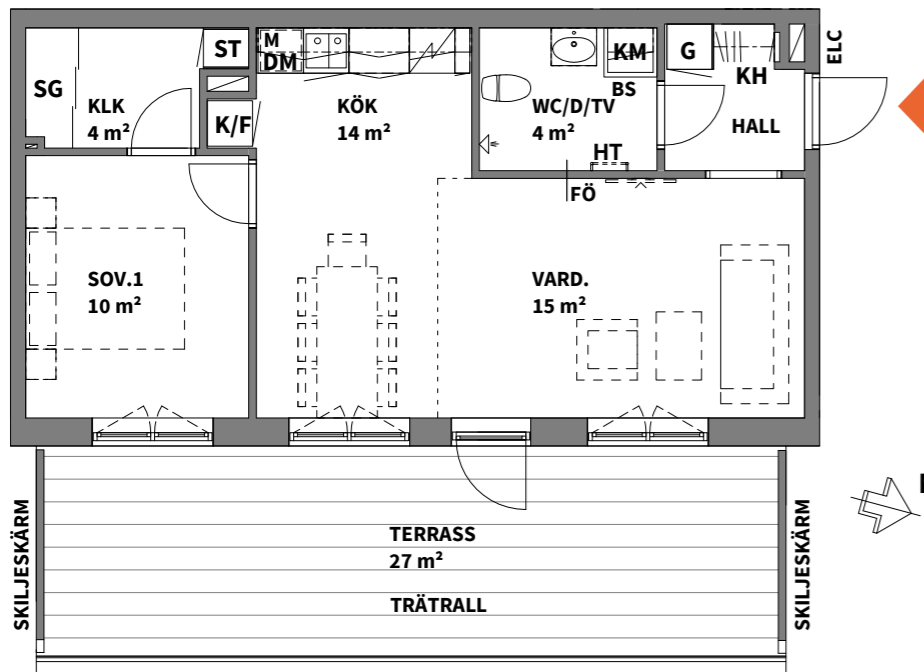 M
DM
ST
KM
BS
G
KH
ELC
SG
KLK
4 m²
K/F
KÖK
14 m²
WC/D/TV
4 m²
HT
FÖ
HALL
SOV.1
10 m²
VARD.
15 m²
SKILJESKÄRM
TERRASS
27 m²
TRÄTRALL
SKILJESKÄRM